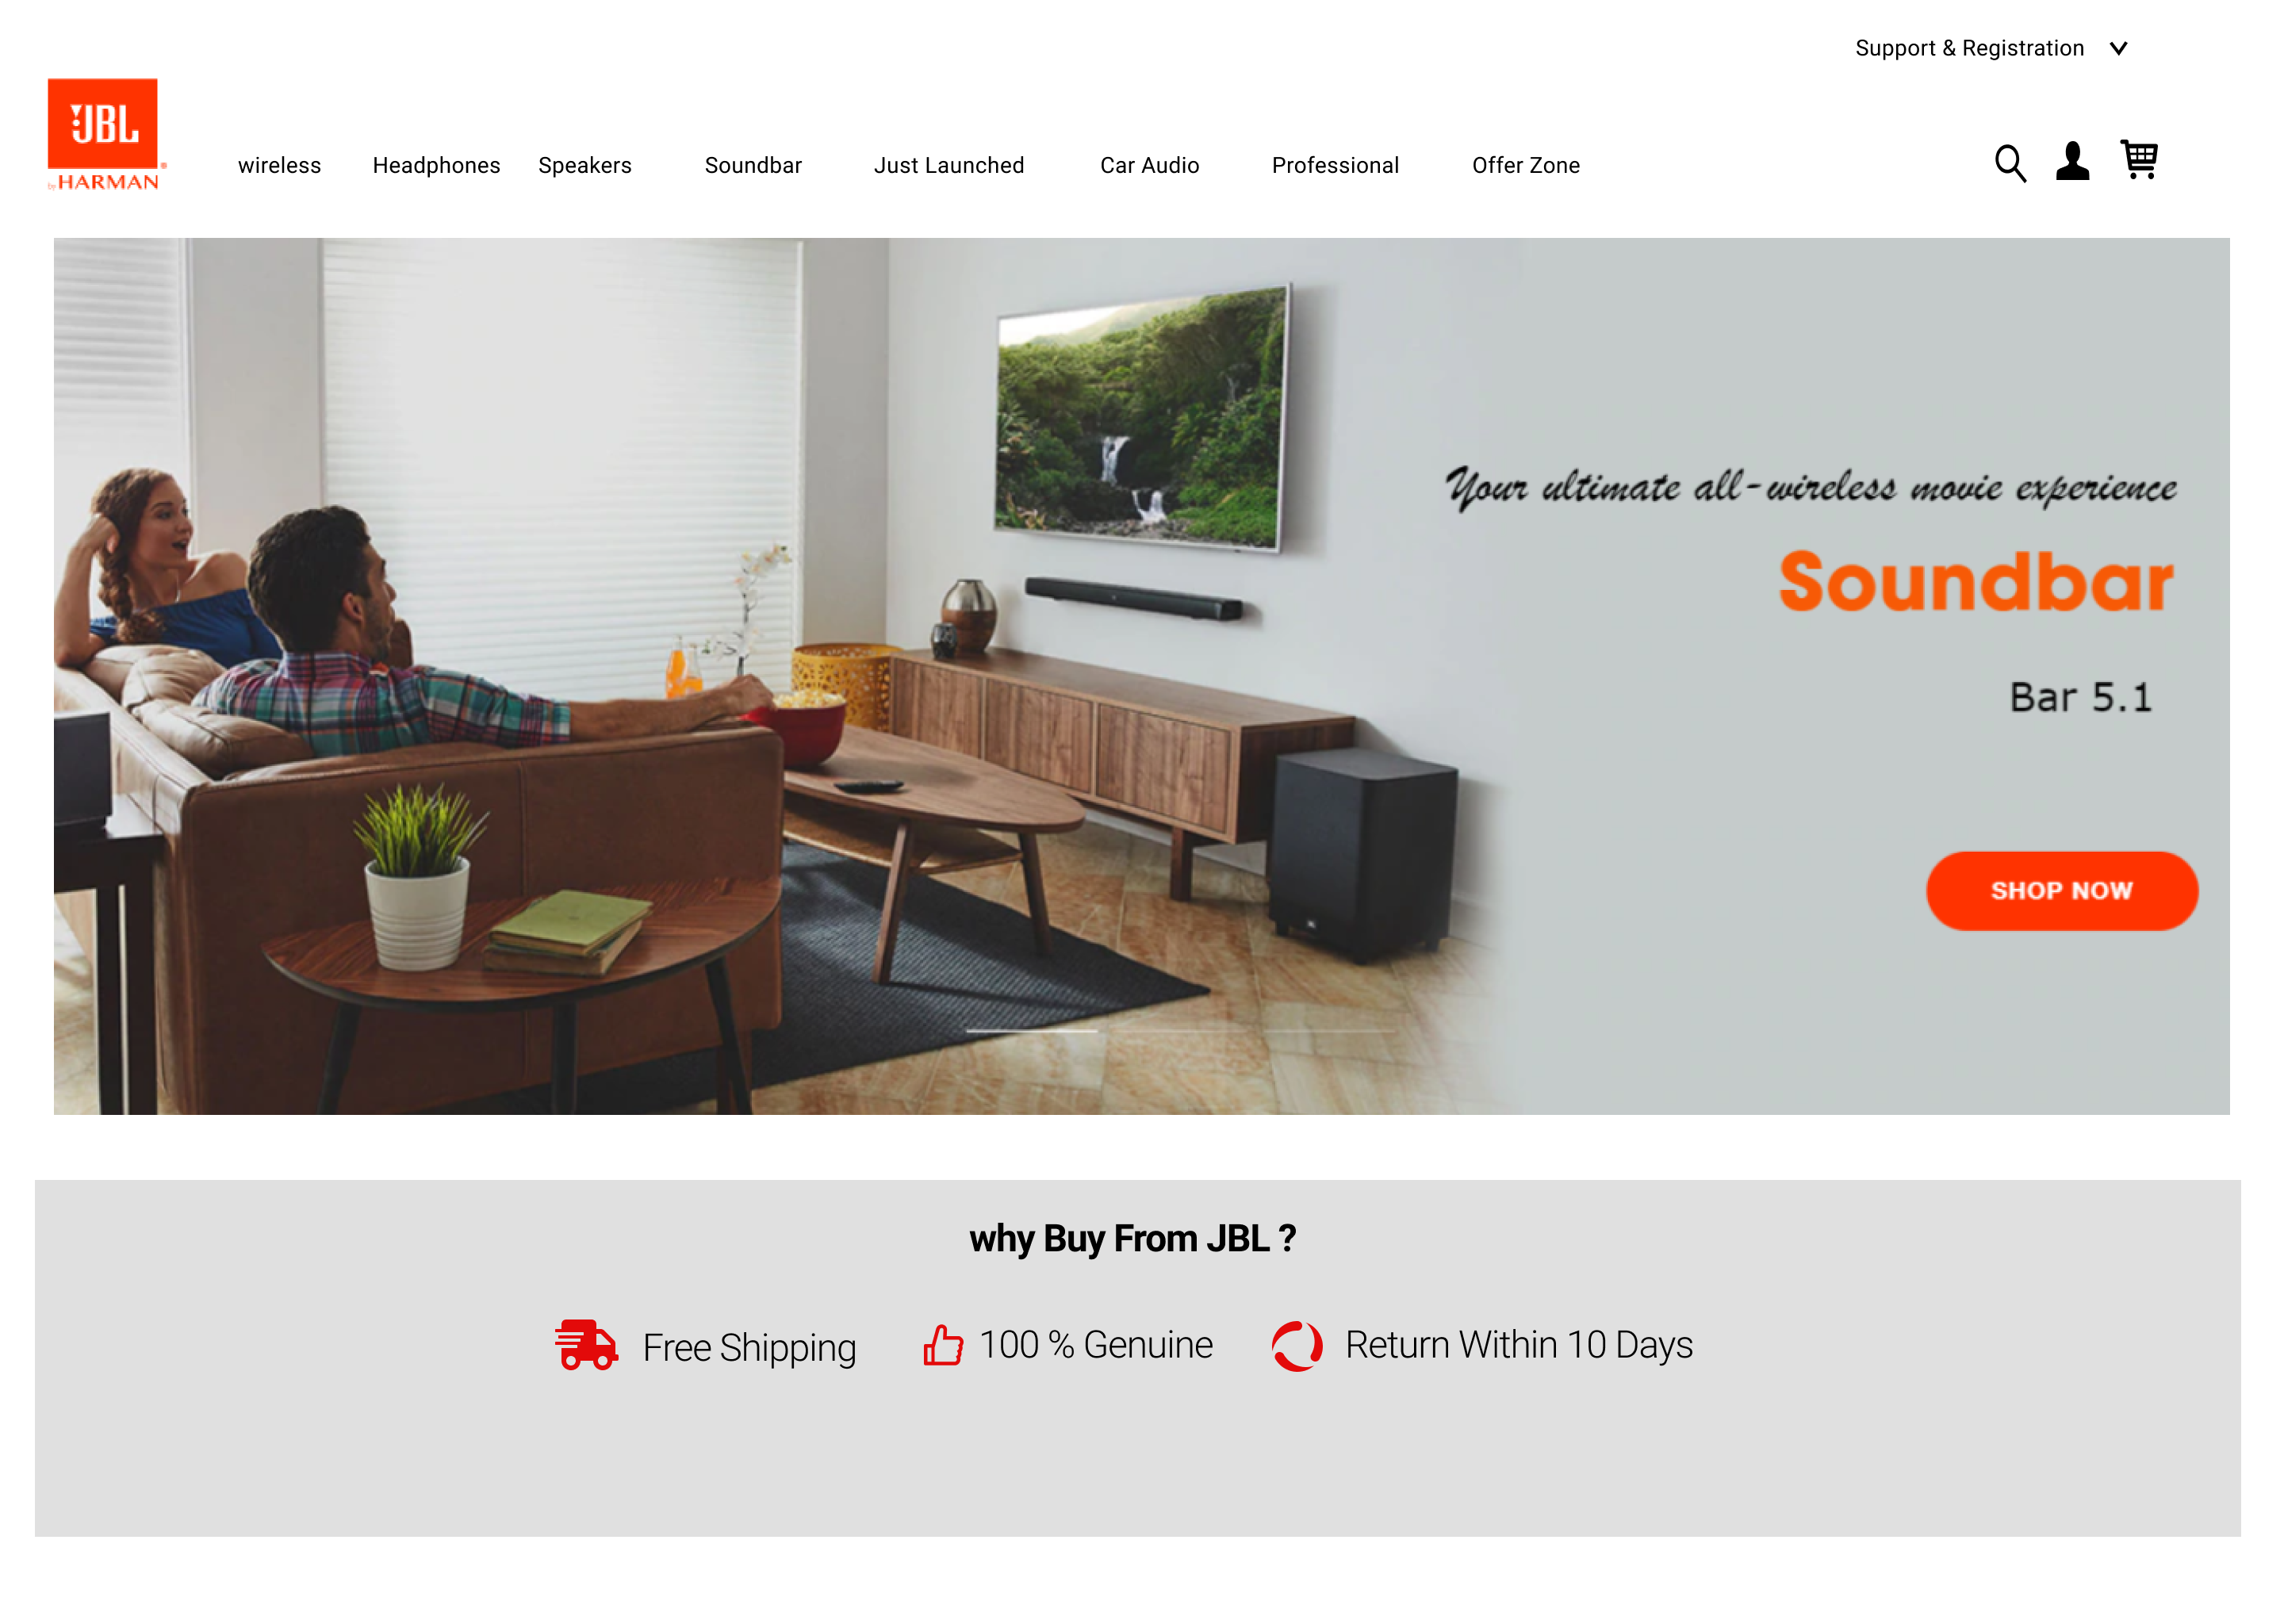 Support & Registration
JBL
by HARMAN
wireless Headphones Speakers Soundbar Just Launched Car Audio Professional Offer Zone
Your ultimate all-wireless movie experience
Soundbar
Bar 5.1
SHOP NOW
why Buy From JBL ?
Free Shipping 100 % Genuine Return Within 10 Days